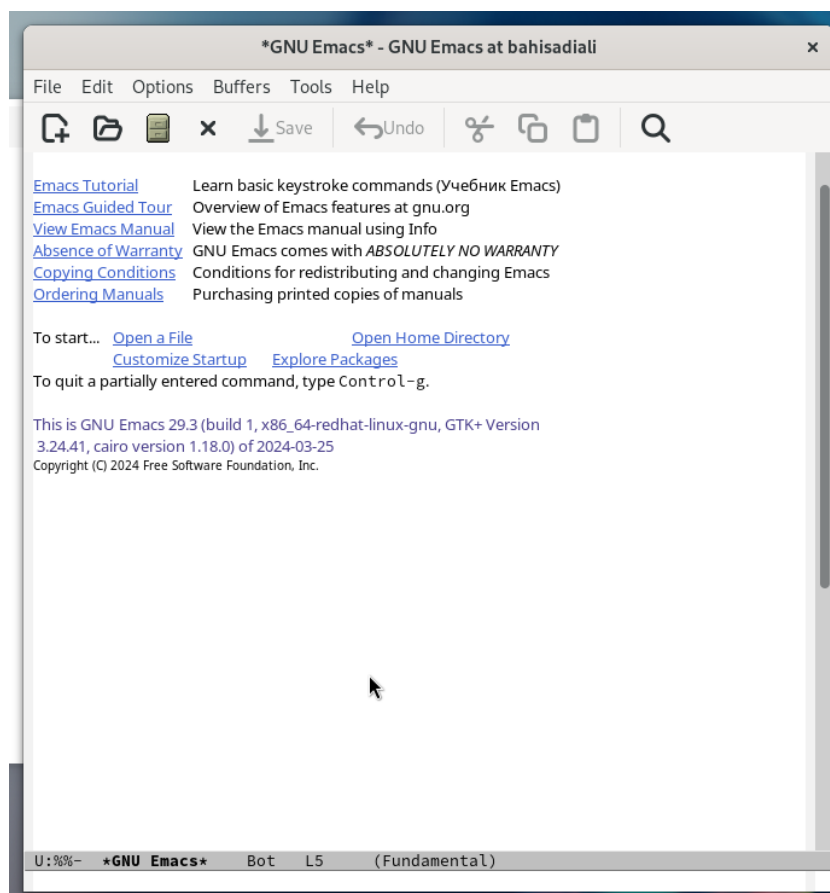 *GNU Emacs* - GNU Emacs at bahisadiali ×
File Edit Options Buffers Tools Help
Save Undo
Emacs Tutorial Learn basic keystroke commands (Учебник Emacs)
Emacs Guided Tour Overview of Emacs features at gnu.org
View Emacs Manual View the Emacs manual using Info
Absence of Warranty GNU Emacs comes with ABSOLUTELY NO WARRANTY
Copying Conditions Conditions for redistributing and changing Emacs
Ordering Manuals Purchasing printed copies of manuals
To start... Open a File Open Home Directory
Customize Startup Explore Packages
To quit a partially entered command, type Control-g.
This is GNU Emacs 29.3 (build 1, x86_64-redhat-linux-gnu, GTK+ Version
3.24.41, cairo version 1.18.0) of 2024-03-25
Copyright (C) 2024 Free Software Foundation, Inc.
U:%%- *GNU Emacs* Bot L5 (Fundamental)